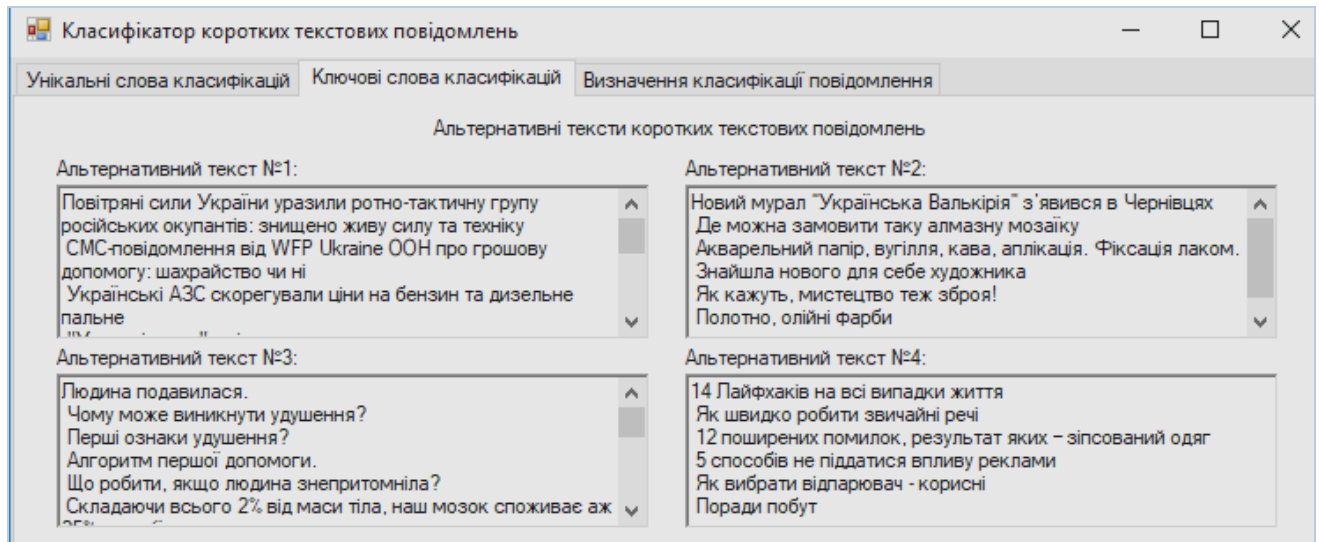 Класифікатор коротких текстових повідомлень
Унікальні слова класифікацій
Ключові слова класифікацій
Визначення класифікації повідомлення
Альтернативні тексти коротких текстових повідомлень
Альтернативний текст №1:
Повітряні сили України уразили ротно-тактичну групу
російських окупантів: знищено живу силу та техніку
СМС-повідомлення від WFP Ukraine ООН про грошову
допомогу: шахрайство чи ні
Українські АЗС скорегували ціни на бензин та дизельне
пальне
Альтернативний текст №2:
Новий мурал "Українська Валькірія" з'явився в Чернівцях
Де можна замовити таку алмазну мозаїку
Акварельний папір, вугілля, кава, аплікація. Фіксація лаком.
Знайшла нового для себе художника
Як кажуть, мистецтво теж зброя!
Полотно, олійні фарби
Альтернативний текст №3:
Людина подавилася.
Чому може виникнути удушення?
Перші ознаки удушення?
Алгоритм першої допомоги.
Що робити, якщо людина знепритомніла?
Складаючи всього 2% від маси тіла, наш мозок споживає аж
Альтернативний текст №4:
14 Лайфхаків на всі випадки життя
Як швидко робити звичайні речі
12 поширених помилок, результат яких – зіпсований одяг
5 способів не піддатися впливу реклами
Як вибрати відпарювач - корисні
Поради побут